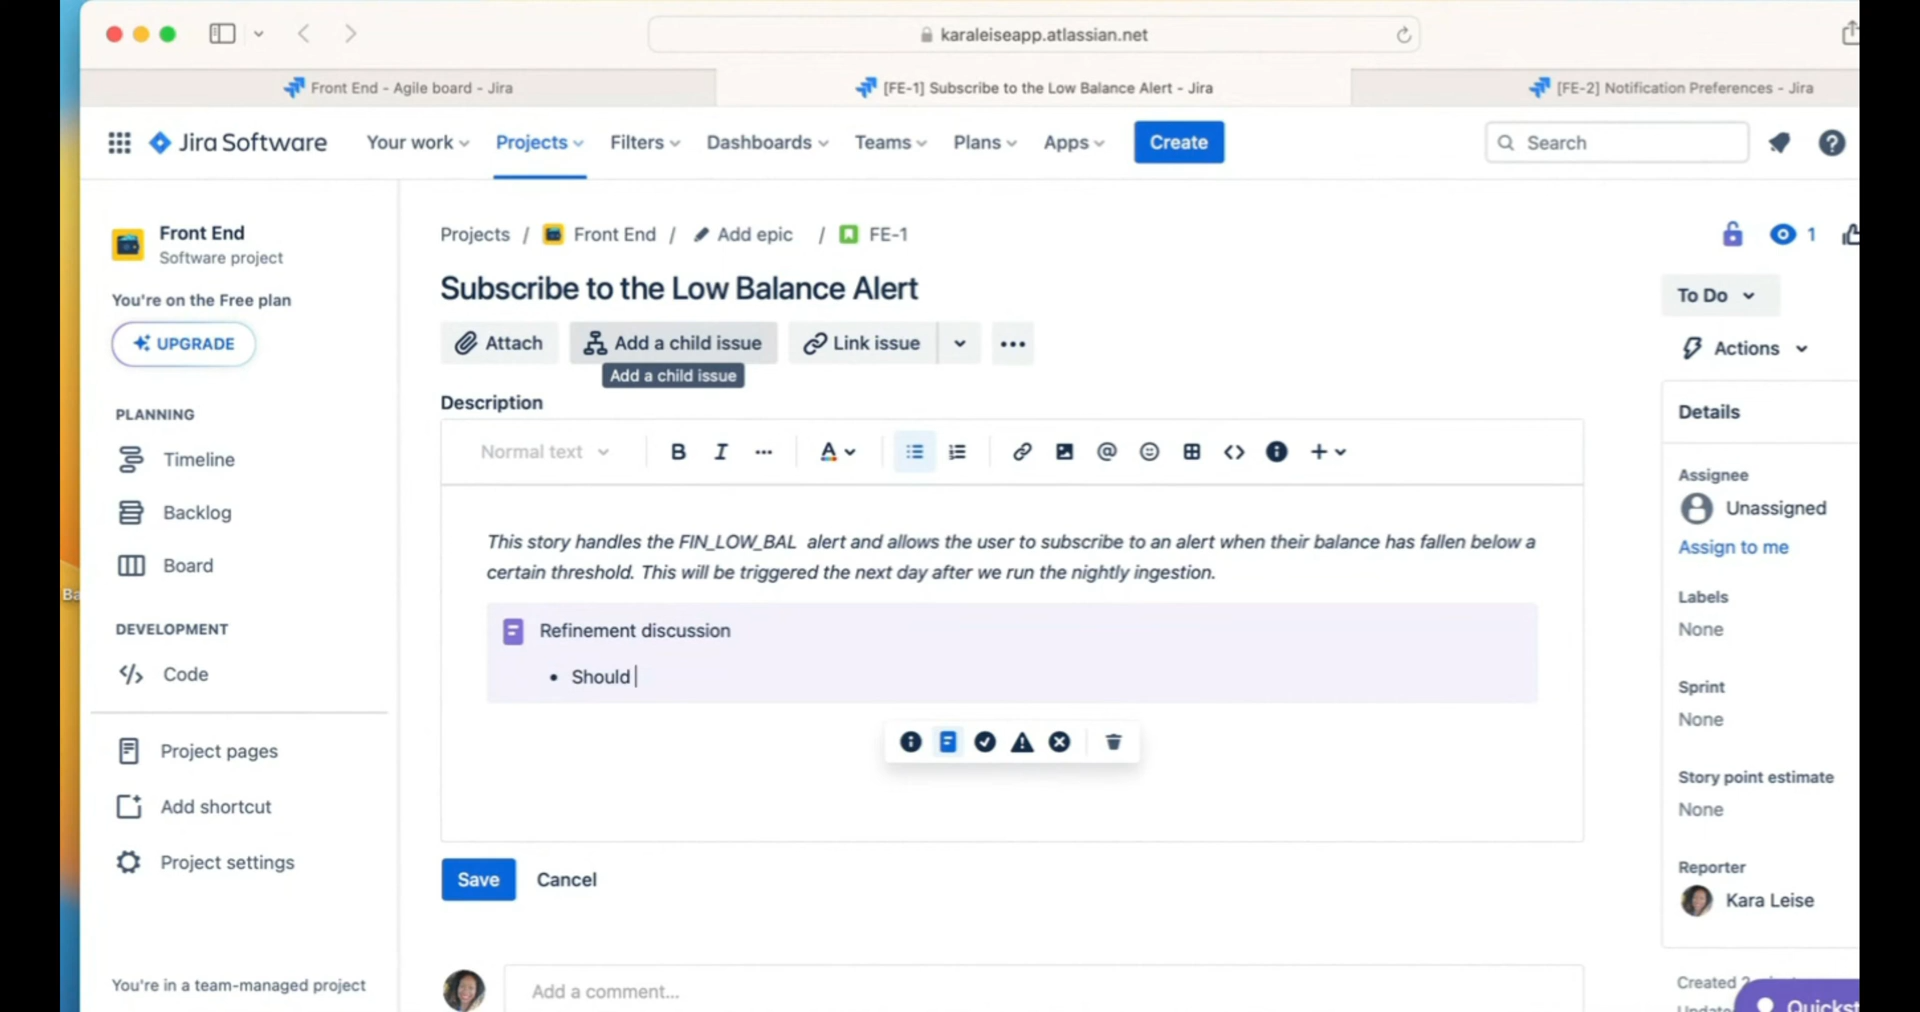 karaleiseapp.atlassian.net
Front End - Agile board - Jira
[FE-1] Subscribe to the Low Balance Alert - Jira
[FE-2] Notification Preferences - Jira
Jira Software
Your work
Projects
Filters
Dashboards
Teams
Plans
Apps
Create
Search
Front End
Software project
You're on the Free plan
UPGRADE
PLANNING
Timeline
Backlog
Board
DEVELOPMENT
Code
Project pages
Add shortcut
Project settings
You're in a team-managed project
Projects / Front End / Add epic / FE-1
1
Subscribe to the Low Balance Alert
Attach
Add a child issue
Link issue
Add a child issue
Description
Normal text
This story handles the FIN_LOW_BAL alert and allows the user to subscribe to an alert when their balance has fallen below a
certain threshold. This will be triggered the next day after we run the nightly ingestion.
Refinement discussion
• Should
Save
Cancel
Add a comment...
To Do
Actions
Details
Assignee
Unassigned
Assign to me
Labels
None
Sprint
None
Story point estimate
None
Reporter
Kara Leise
Created 2
Quickst
Ba